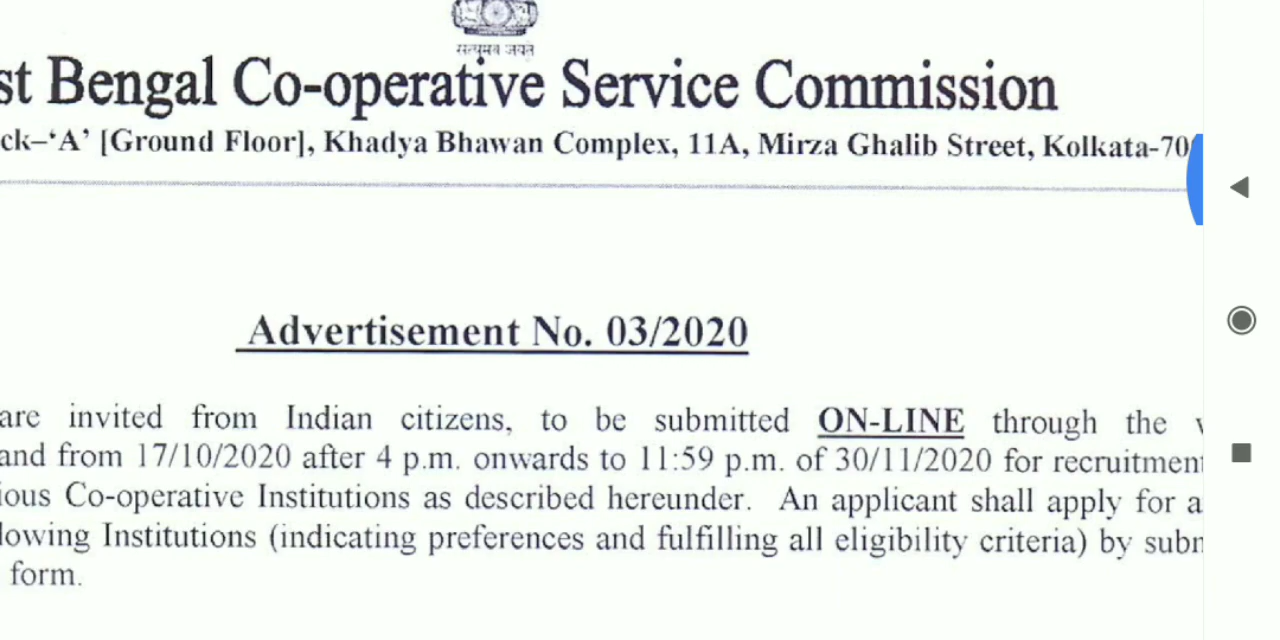 सत्यमेव जयते
st Bengal Co-operative Service Commission
ck–‘A’ [Ground Floor], Khadya Bhawan Complex, 11A, Mirza Ghalib Street, Kolkata-70
Advertisement No. 03/2020
are invited from Indian citizens, to be submitted ON-LINE through the
and from 17/10/2020 after 4 p.m. onwards to 11:59 p.m. of 30/11/2020 for recruitment
ious Co-operative Institutions as described hereunder. An applicant shall apply for a
lowing Institutions (indicating preferences and fulfilling all eligibility criteria) by subm
form.